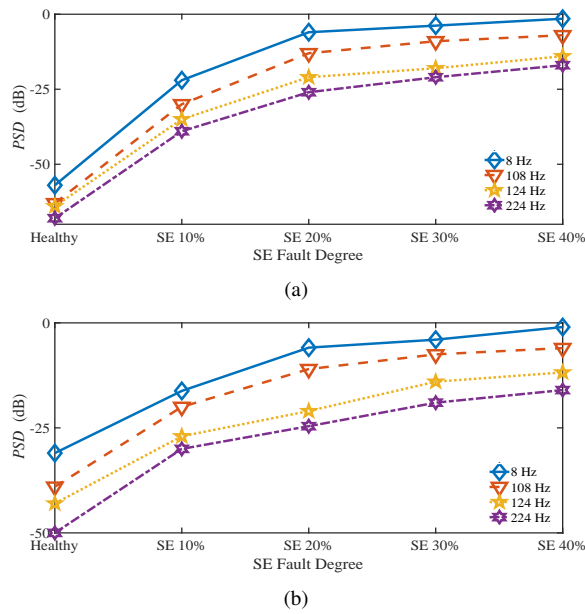 0
-25
-50
PSD (dB)
8 Hz
108 Hz
124 Hz
224 Hz
Healthy SE 10% SE 20% SE 30% SE 40%
SE Fault Degree
(a)
0
-25
-50
PSD (dB)
8 Hz
108 Hz
124 Hz
224 Hz
Healthy SE 10% SE 20% SE 30% SE 40%
SE Fault Degree
(b)